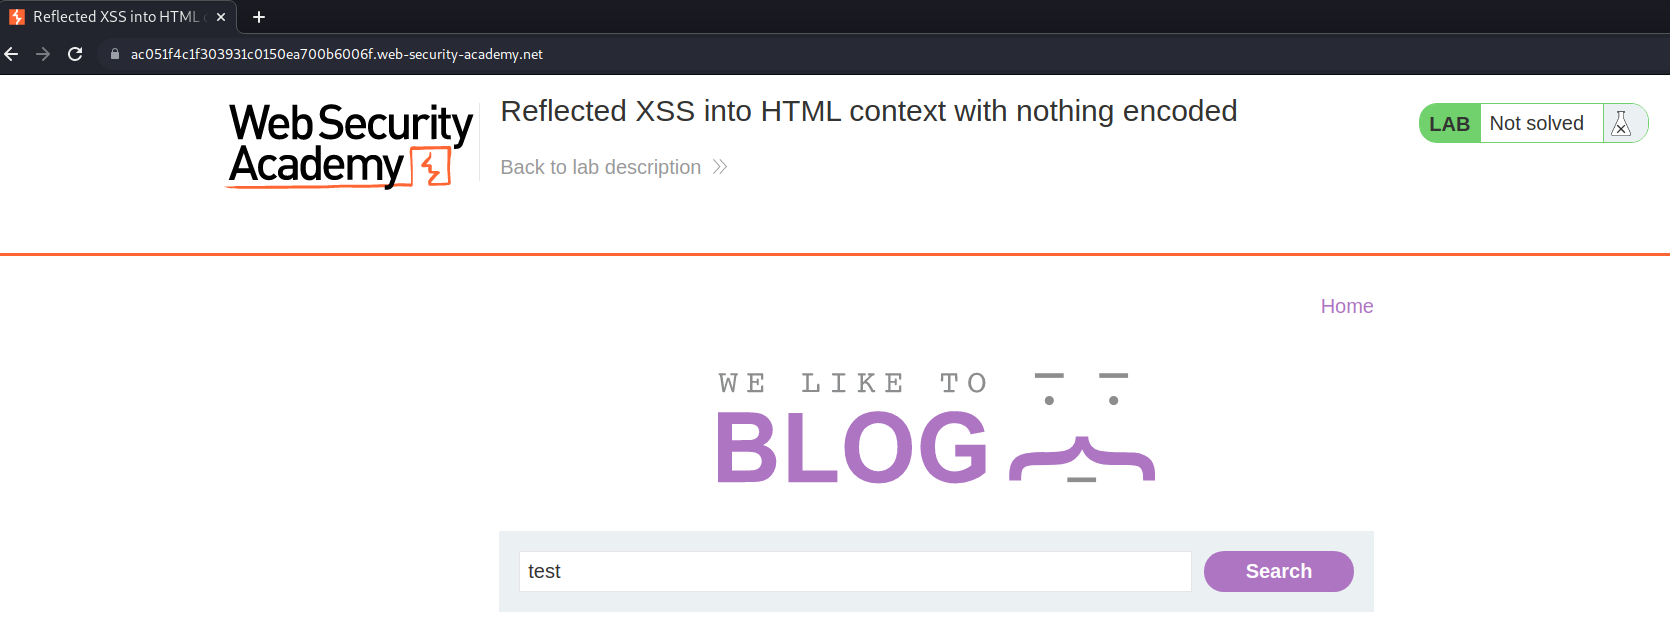 Reflected XSS into HTML
ac051f4c1f303931c0150ea700b6006f.web-security-academy.net
Web Security
Academy
Reflected XSS into HTML context with nothing encoded
Back to lab description
LAB Not solved
Home
WE LIKE TO
BLOG
test
Search